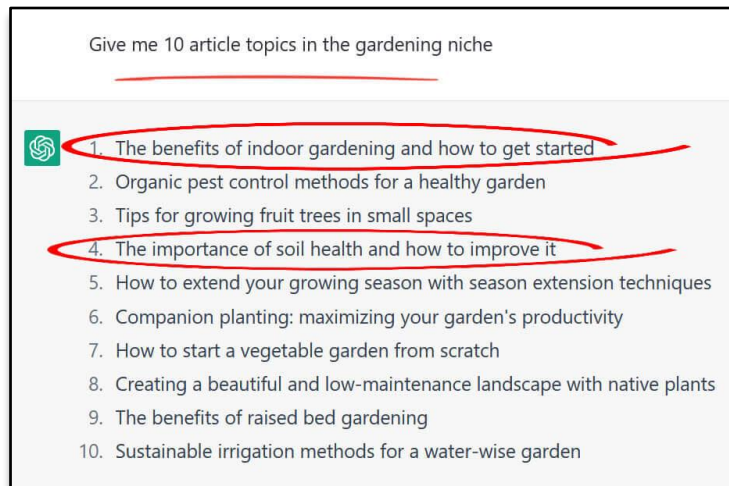 Give me 10 article topics in the gardening niche
1. The benefits of indoor gardening and how to get started
2. Organic pest control methods for a healthy garden
3. Tips for growing fruit trees in small spaces
4. The importance of soil health and how to improve it
5. How to extend your growing season with season extension techniques
6. Companion planting: maximizing your garden's productivity
7. How to start a vegetable garden from scratch
8. Creating a beautiful and low-maintenance landscape with native plants
9. The benefits of raised bed gardening
10. Sustainable irrigation methods for a water-wise garden